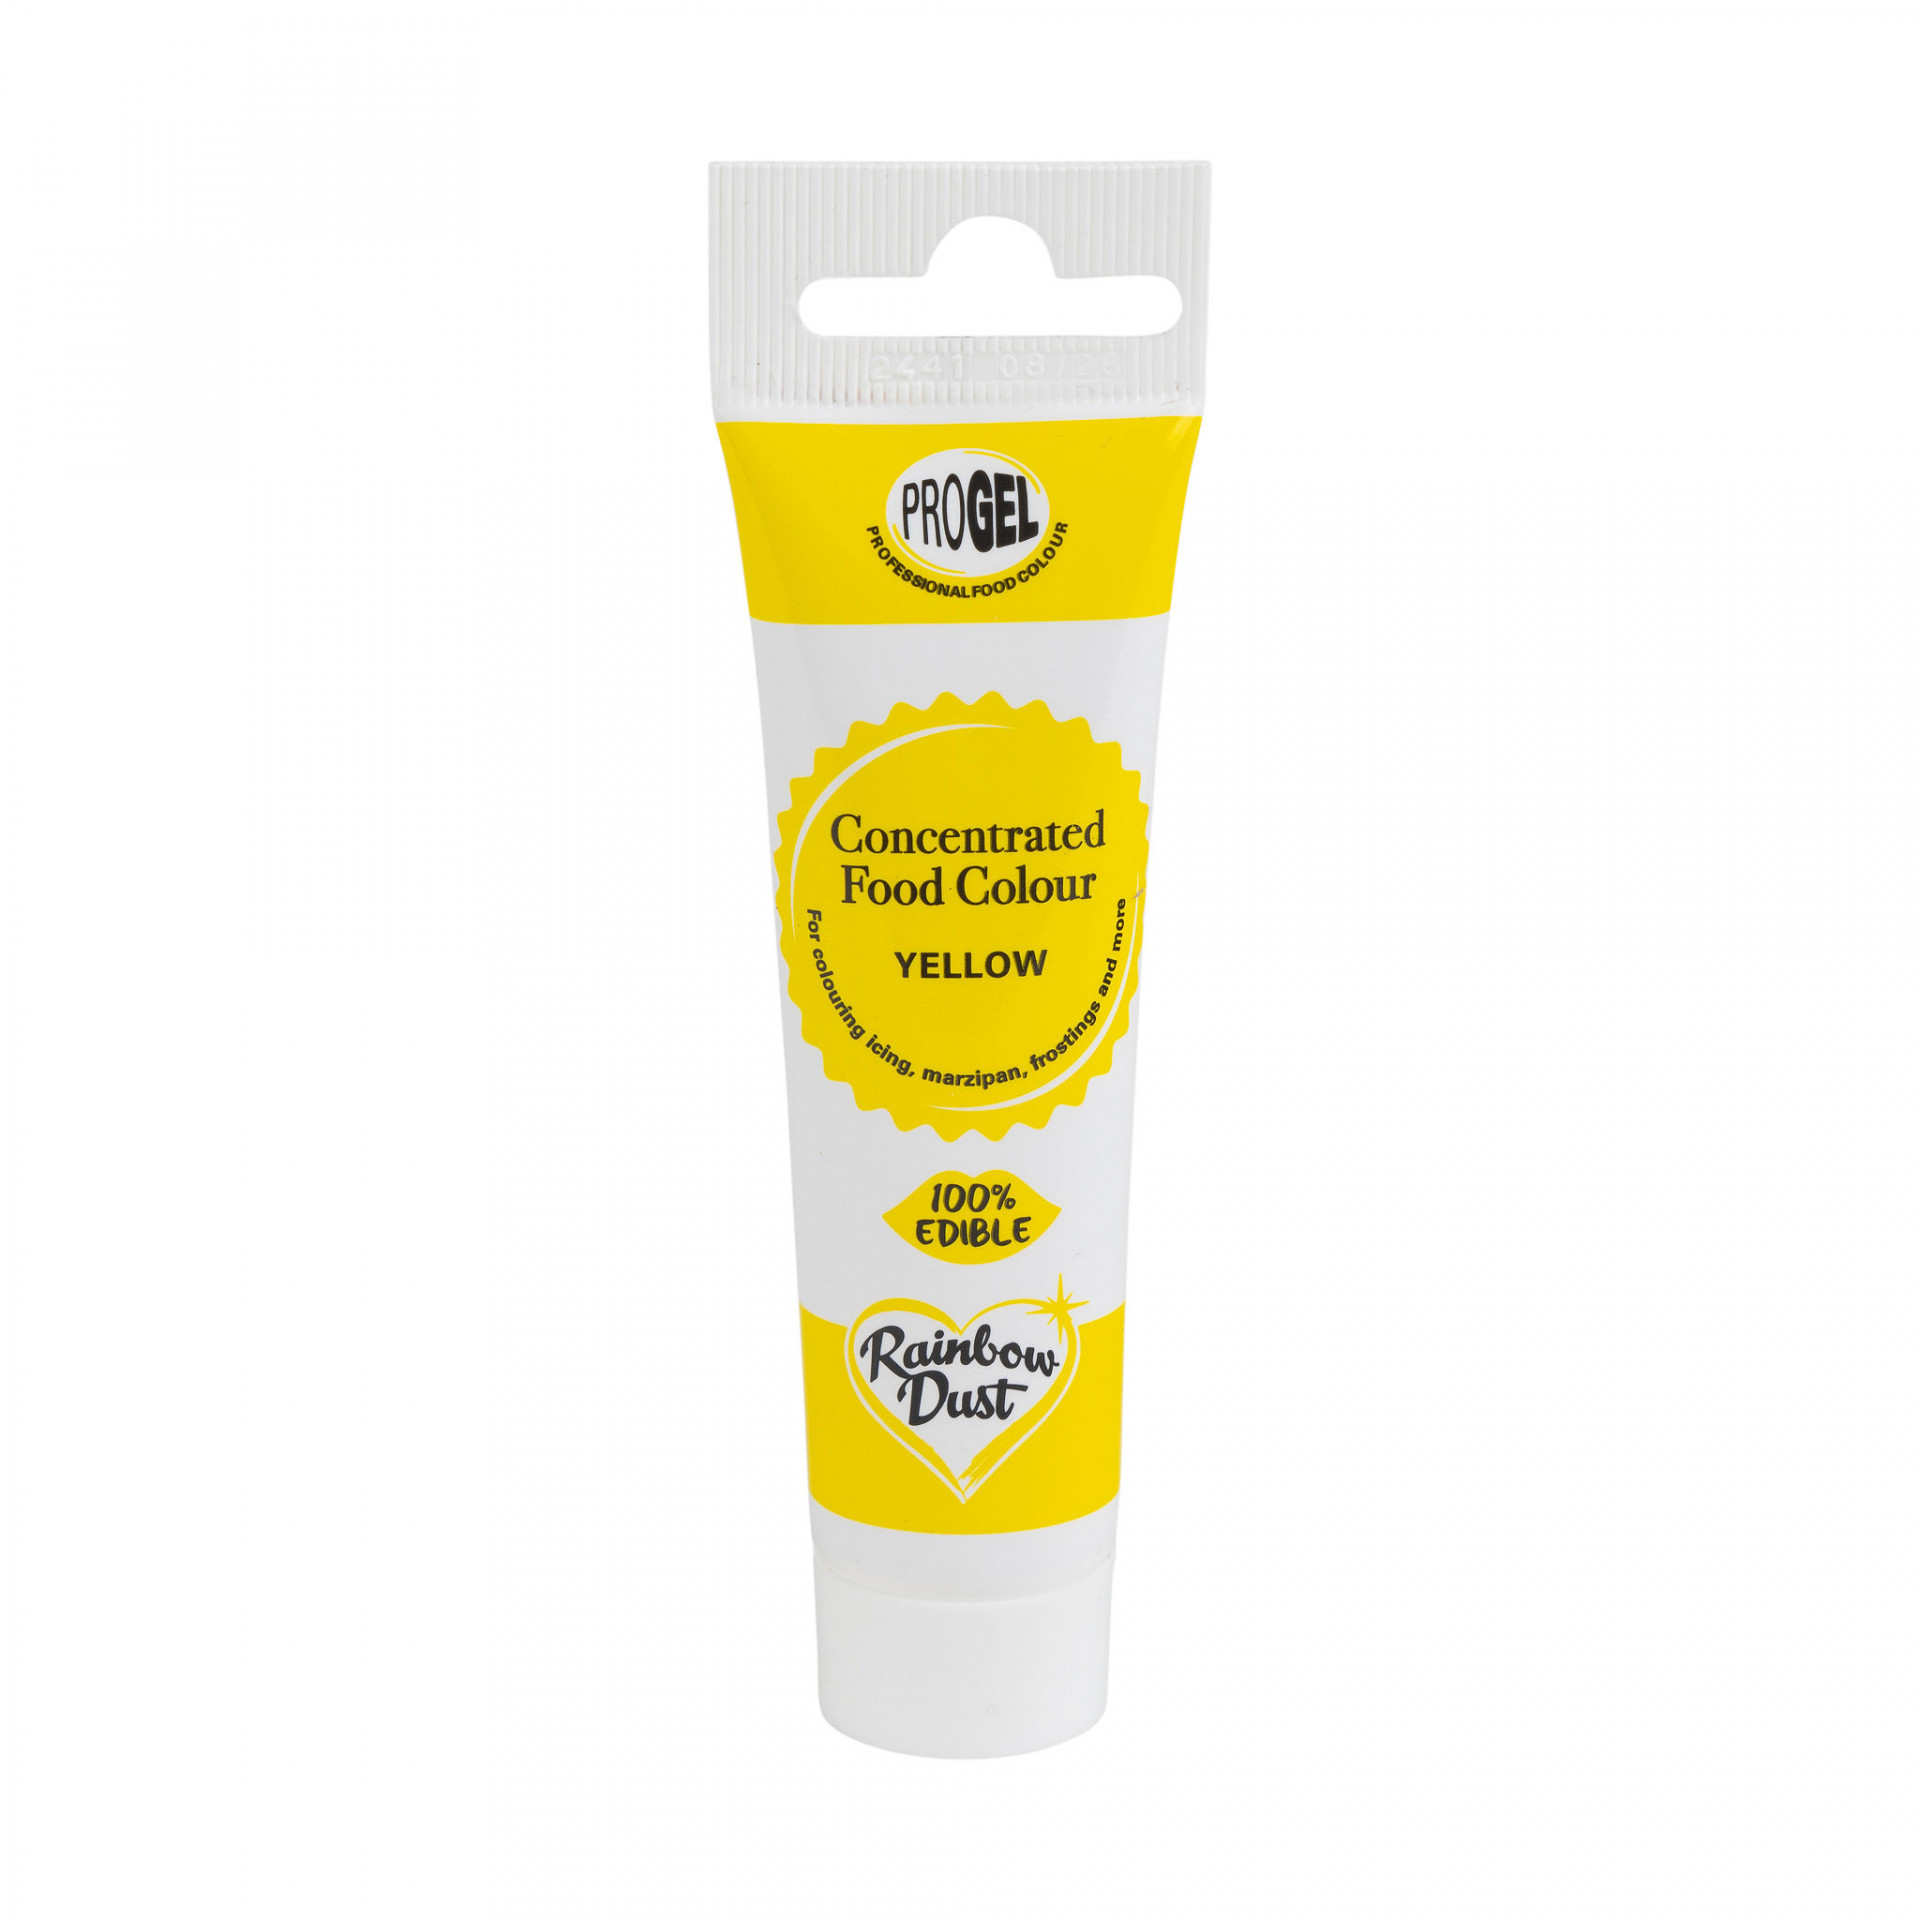 2441 08/26
PROGEL
PROFESSIONAL FOOD COLOUR
Concentrated
Food Colour
YELLOW
For colouring icing, marzipan, frostings and more
100%
EDIBLE
Rainbow
Dust